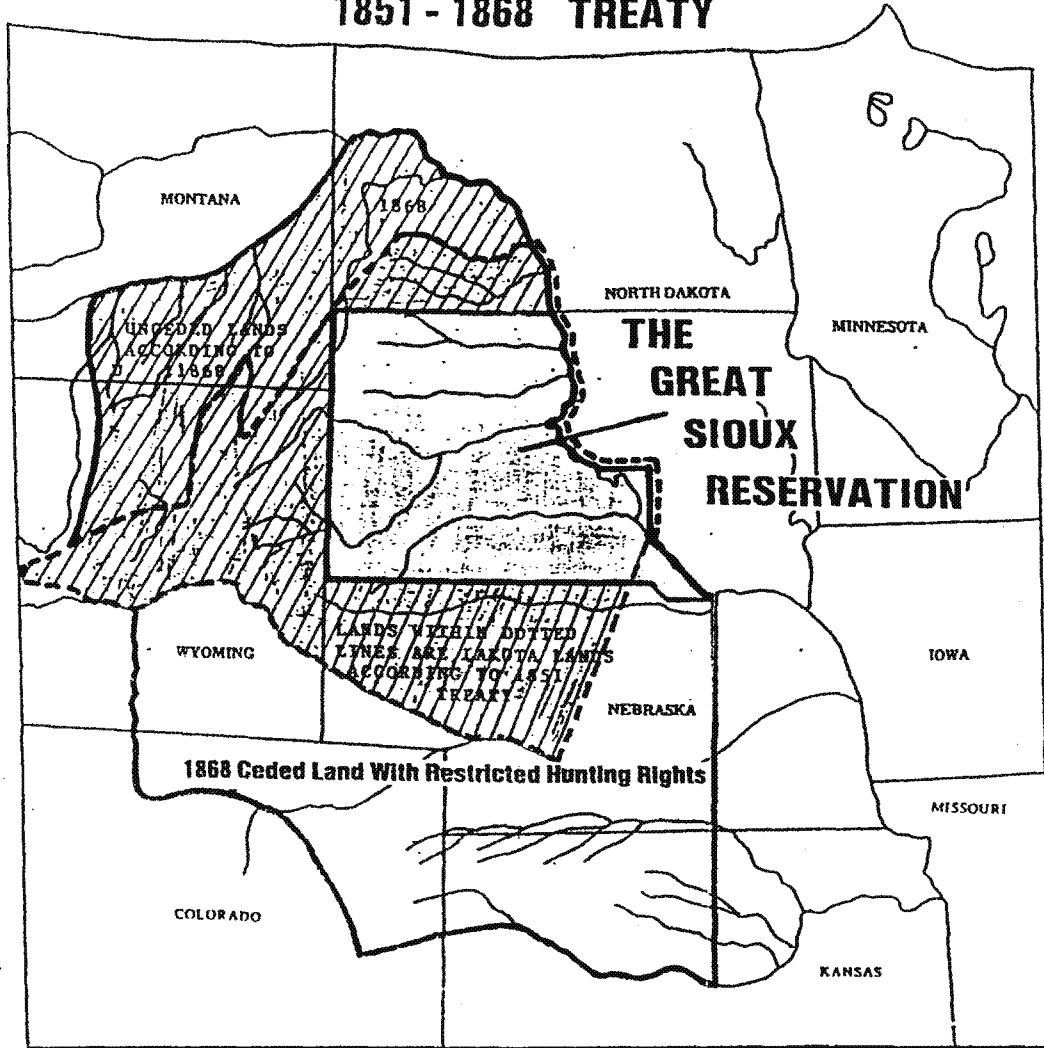 1851 - 1868 TREATY
MONTANA
1868
NORTH DAKOTA
MINNESOTA
UNCEDED LANDS
ACCORDING TO
1868
THE
GREAT
SIOUX
RESERVATION
LANDS WITHIN DOTTED
LINES ARE LAKOTA LANDS
ACCORDING TO 1851
TREATY
WYOMING
IOWA
NEBRASKA
1868 Ceded Land With Restricted Hunting Rights
MISSOURI
COLORADO
KANSAS